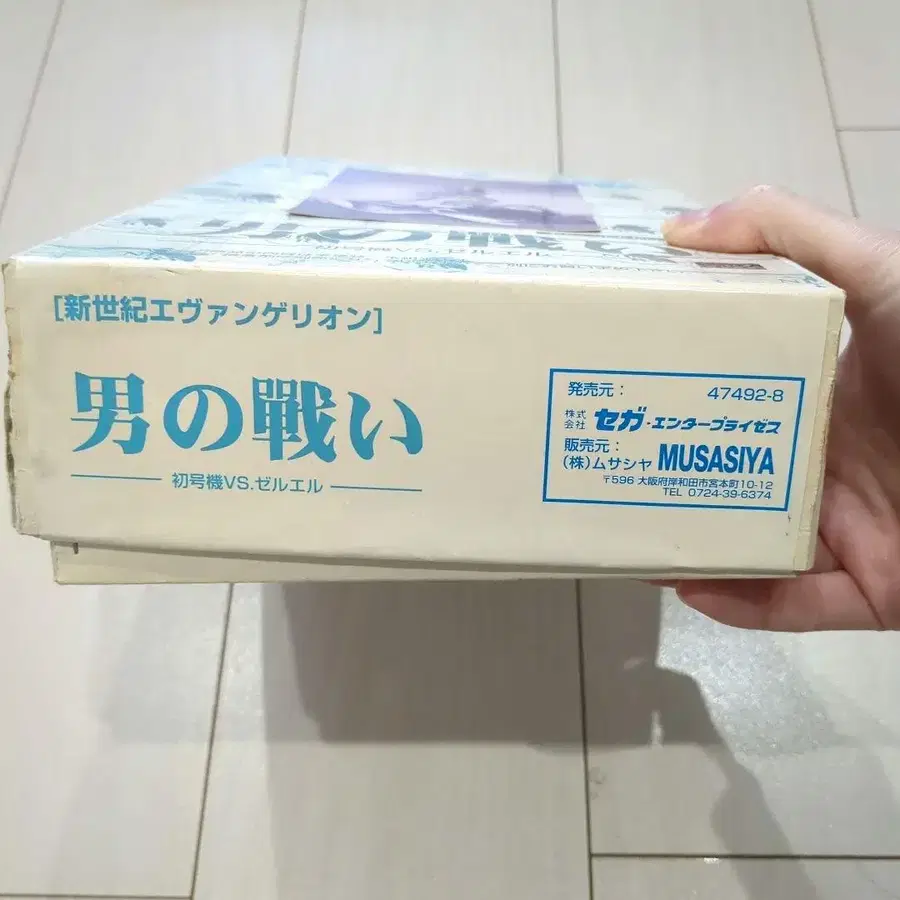 [新世紀エヴァンゲリオン]
男の戰い
初号機VS.ゼルエル
発売元： 47492-8
株式会社 セガ・エンタープライゼス
販売元：
(株)ムサシヤ MUSASIYA
〒596 大阪府岸和田市宮本町10-12
TEL 0724-39-6374